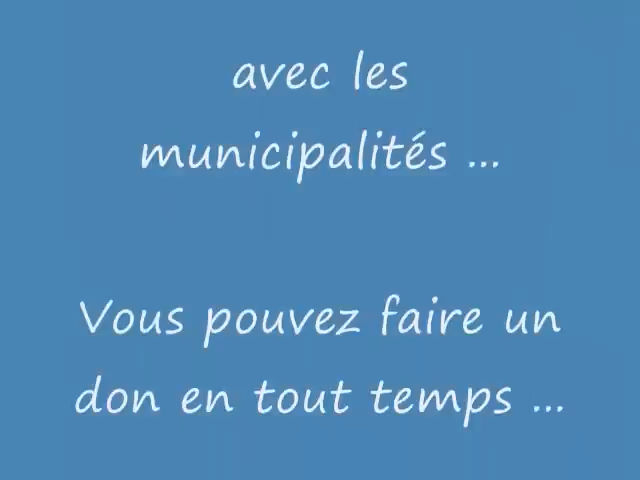 avec les
municipalités ...
Vous pouvez faire un
don en tout temps ...